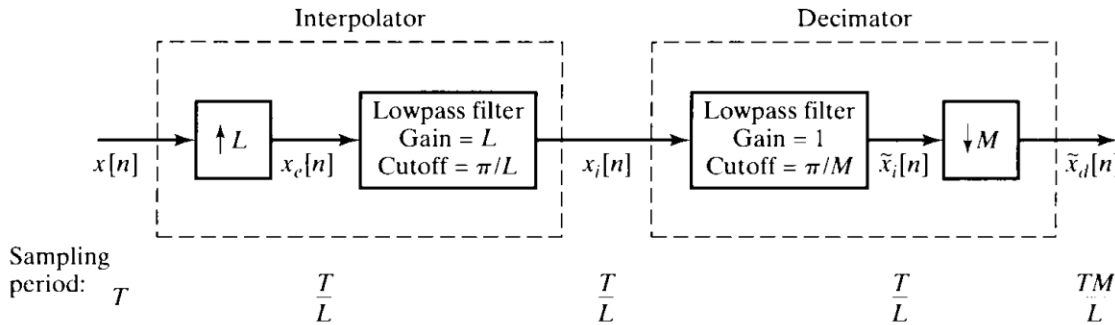 Interpolator
Decimator
↑ L
Lowpass filter
Gain = L
Cutoff = π/L
Lowpass filter
Gain = 1
Cutoff = π/M
↓ M
x[n]
x_e[n]
x_i[n]
x̃_i[n]
x̃_d[n]
Sampling
period:
T
T/L
T/L
T/L
TM/L